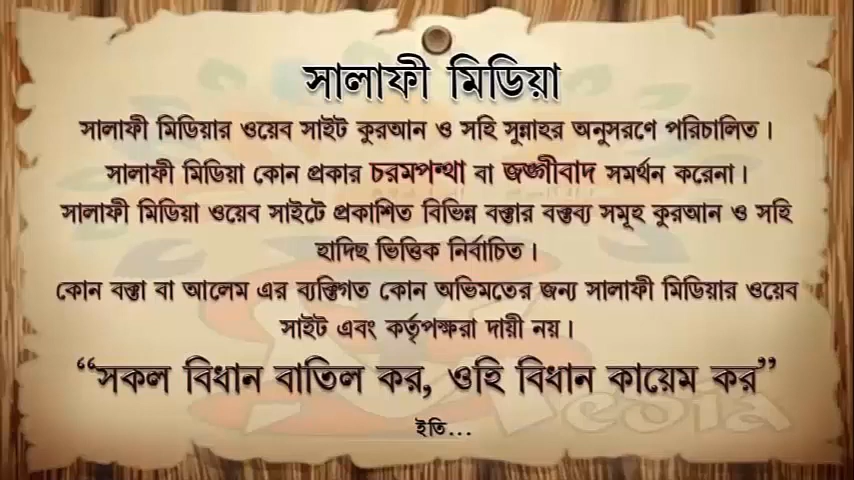 সালাফী মিডিয়া
সালাফী মিডিয়ার ওয়েব সাইট কুরআন ও সহি সুন্নাহর অনুসরণে পরিচালিত।
সালাফী মিডিয়া কোন প্রকার চরমপন্থা বা জঙ্গীবাদ সমর্থন করেনা।
সালাফী মিডিয়া ওয়েব সাইটে প্রকাশিত বিভিন্ন বক্তার বক্তব্য সমূহ কুরআন ও সহি
হাদিছ ভিত্তিক নির্বাচিত।
কোন বক্তা বা আলেম এর ব্যক্তিগত কোন অভিমতের জন্য সালাফী মিডিয়ার ওয়েব
সাইট এবং কর্তৃপক্ষরা দায়ী নয়।
“সকল বিধান বাতিল কর, ওহি বিধান কায়েম কর”
Media
ইতি...